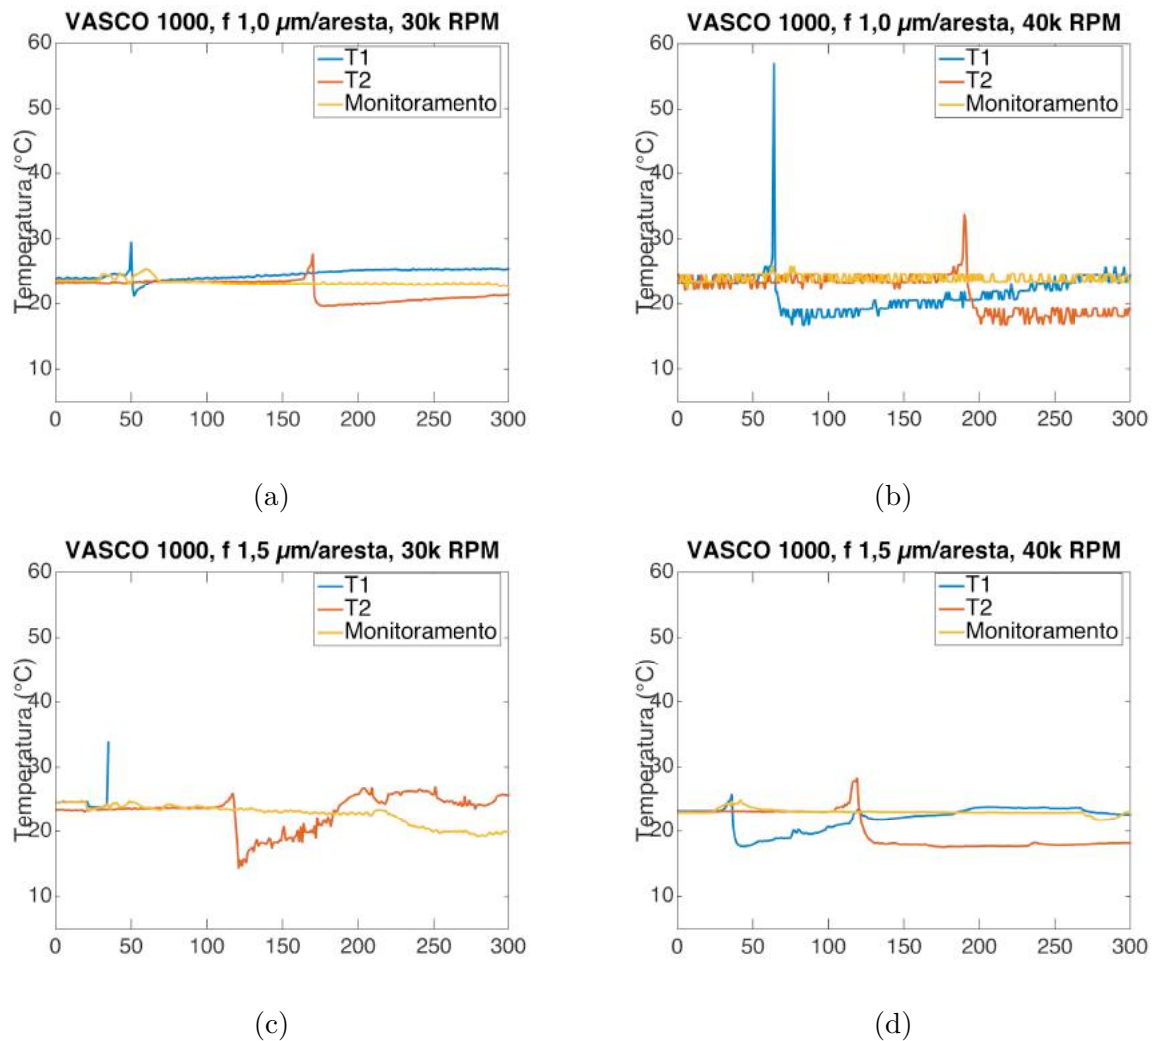 VASCO 1000, f 1,0 µm/aresta, 30k RPM
60
50
40
30
20
10
Temperatura (°C)
T1
T2
Monitoramento
0 50 100 150 200 250 300
(a)
VASCO 1000, f 1,0 µm/aresta, 40k RPM
60
50
40
30
20
10
Temperatura (°C)
T1
T2
Monitoramento
0 50 100 150 200 250 300
(b)
VASCO 1000, f 1,5 µm/aresta, 30k RPM
60
50
40
30
20
10
Temperatura (°C)
T1
T2
Monitoramento
0 50 100 150 200 250 300
(c)
VASCO 1000, f 1,5 µm/aresta, 40k RPM
60
50
40
30
20
10
Temperatura (°C)
T1
T2
Monitoramento
0 50 100 150 200 250 300
(d)